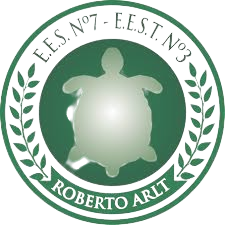 E.E.S. Nº7 - E.E.S.T. Nº3
ROBERTO ARLT